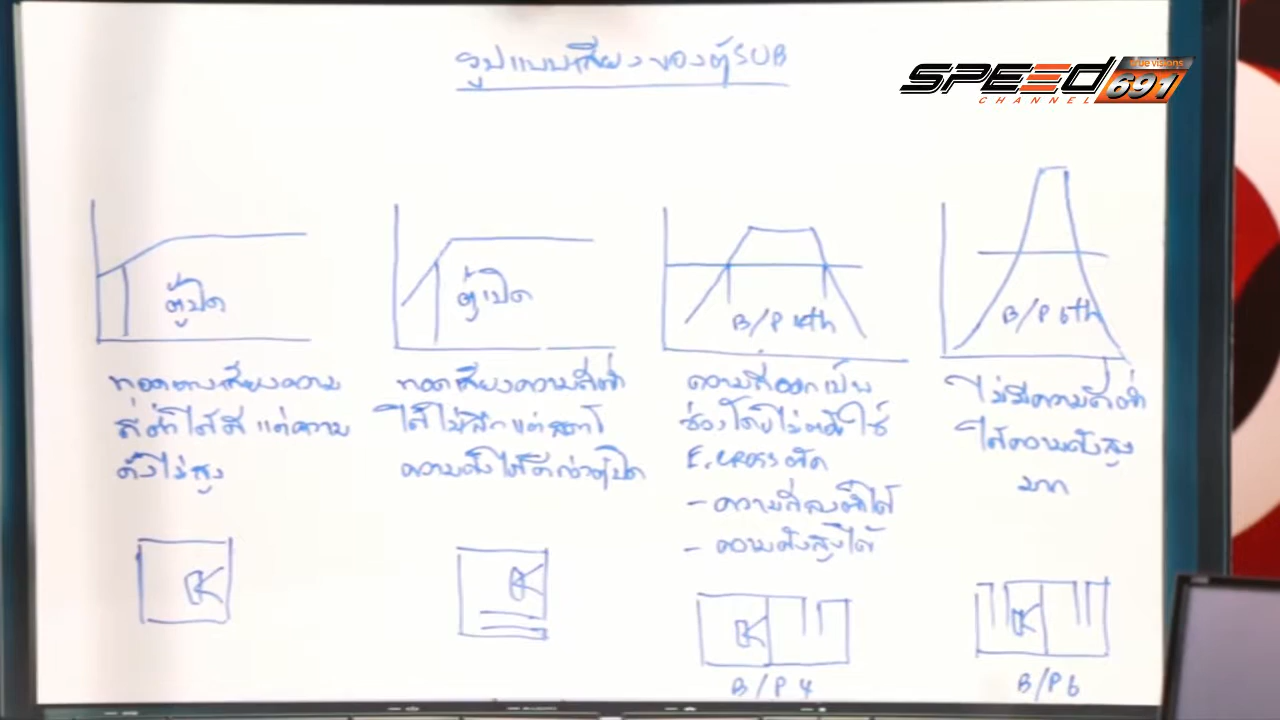 รูปแบบเสียงของตู้SUB
SPEED
CHANNEL
true visions
691
ตู้ปิด
ตู้เปิด
B/P 4th
B/P 6th
ทอดตามเสียงความ
ถี่ต่ำได้ดี แต่ความ
ดังไม่สูง
ทอดเสียงความถี่ต่ำ
ได้ไม่ลึกแต่
ความดังได้ดีกว่าตู้ปิด
ความถี่ออกเป็น
ช่วงโดยไม่ต้องใช้
E.CROSS ตัด
- ความถี่ลงต่ำได้
- ความดังสูงได้
ไม่มีความถี่ต่ำ
ได้ความดังสูง
มาก
B/P 4
B/P 6